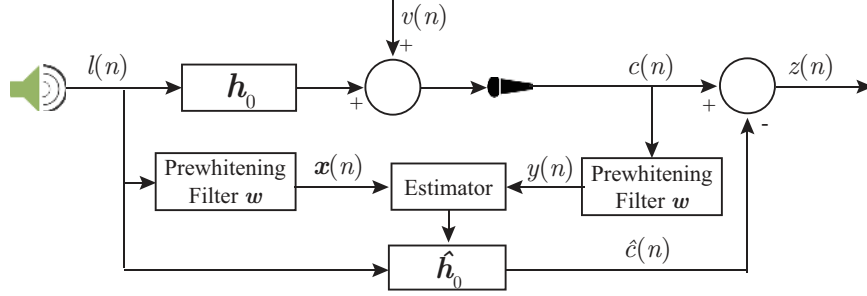 v(n)
+
l(n)
h₀
+
c(n)
+
z(n)
-
Prewhitening
Filter w
x(n)
Estimator
y(n)
Prewhitening
Filter w
ĥ₀
ĉ(n)